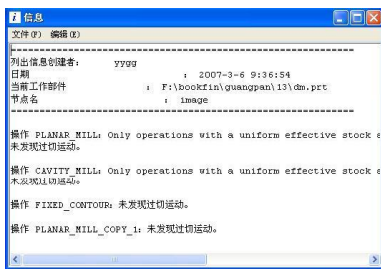 信息
文件(F) 编辑(E)
============================================================
列出信息创建者: yygg
日期 : 2007-3-6 9:36:54
当前工作部件 : F:\bookfin\guangpan\13\dm.prt
节点名 : image
============================================================
操作 PLANAR_MILL: Only operations with a uniform effective stock
未发现过切运动。
操作 CAVITY_MILL: Only operations with a uniform effective stock
未发现过切运动。
操作 FIXED_CONTOUR: 未发现过切运动。
操作 PLANAR_MILL_COPY_1: 未发现过切运动。